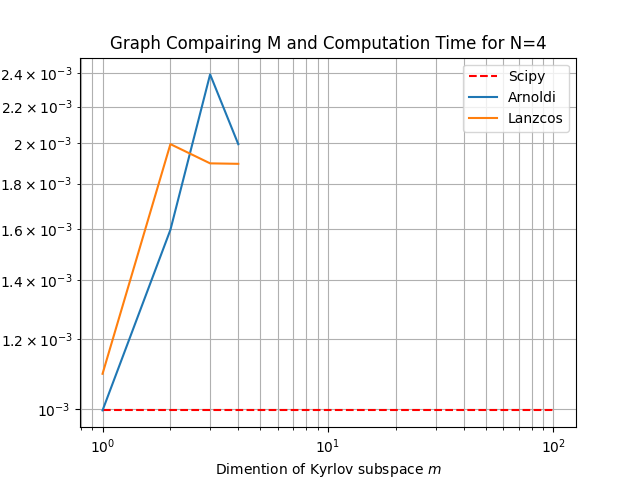 Graph Compairing M and Computation Time for N=4
2.4 × 10⁻³
2.2 × 10⁻³
2 × 10⁻³
1.8 × 10⁻³
1.6 × 10⁻³
1.4 × 10⁻³
1.2 × 10⁻³
10⁻³
Scipy
Arnoldi
Lanzcos
10⁰ 10¹ 10²
Dimention of Kyrlov subspace m